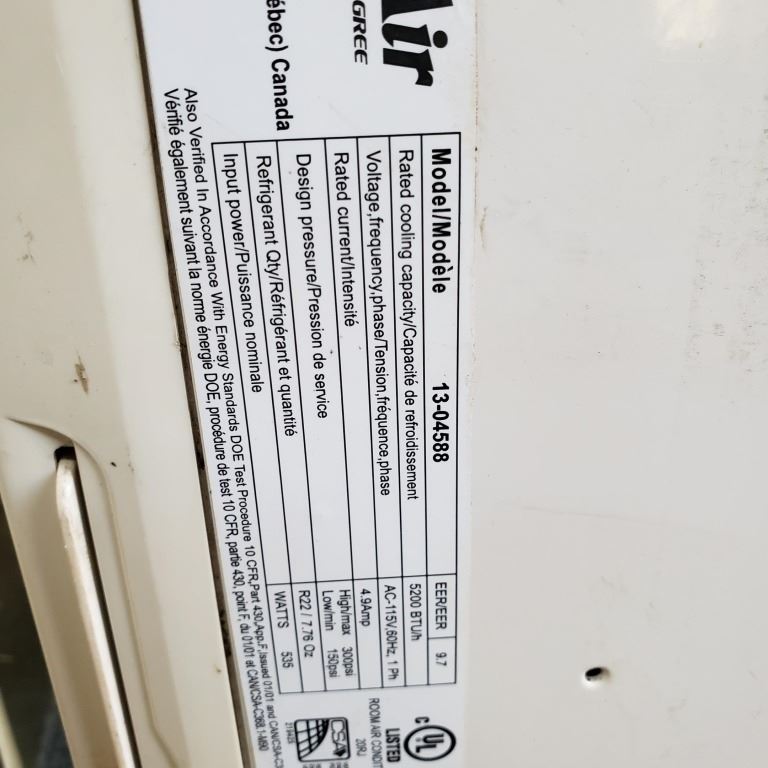 Air
GREE
ébec) Canada
Model/Modèle 13-04588 EER/EER 9.7
Rated cooling capacity/Capacité de refroidissement 5200 BTU/h
Voltage,frequency,phase/Tension,fréquence,phase AC-115V,60Hz, 1 Ph
Rated current/Intensité 4.9Amp
Design pressure/Pression de service High/max 300psi
Low/min 150psi
Refrigerant Qty/Réfrigérant et quantité R22 / 7.76 Oz
Input power/Puissance nominale WATTS 535
Also Verified In Accordance With Energy Standards DOE Test Procedure 10 CFR,Part 430,App.F,Issued 01/01 and CAN/CSA-C3
Vérifié également suivant la norme énergie DOE, procédure de test 10 CFR, partie 430, point F, du 01/01 et CAN/CSA-C368.1-M90
C UL
LISTED
ROOM AIR CONDIT
20RJ
CSA